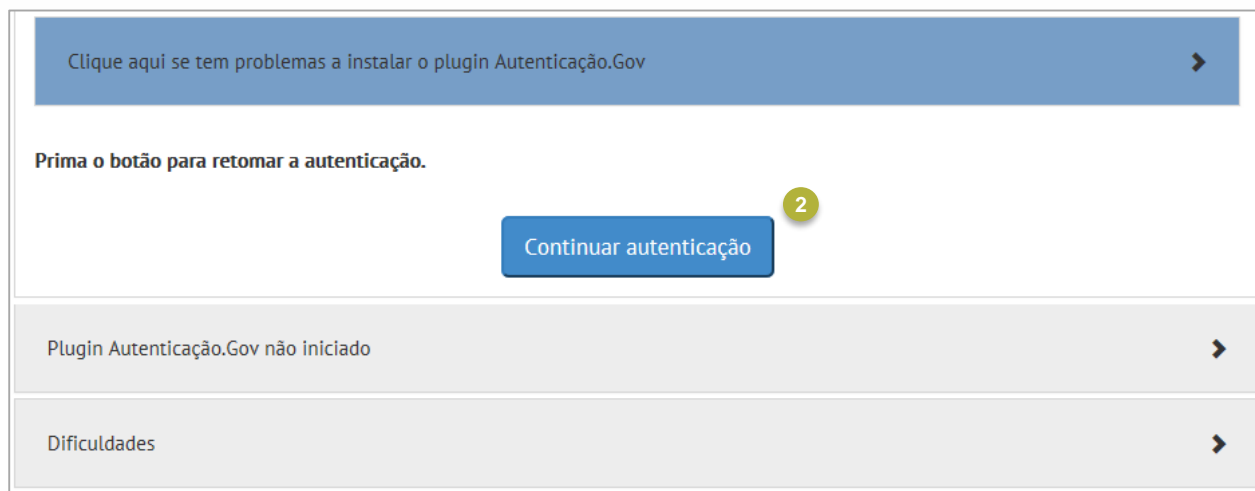 Clique aqui se tem problemas a instalar o plugin Autenticação.Gov
Prima o botão para retomar a autenticação.
2
Continuar autenticação
Plugin Autenticação.Gov não iniciado
Dificuldades